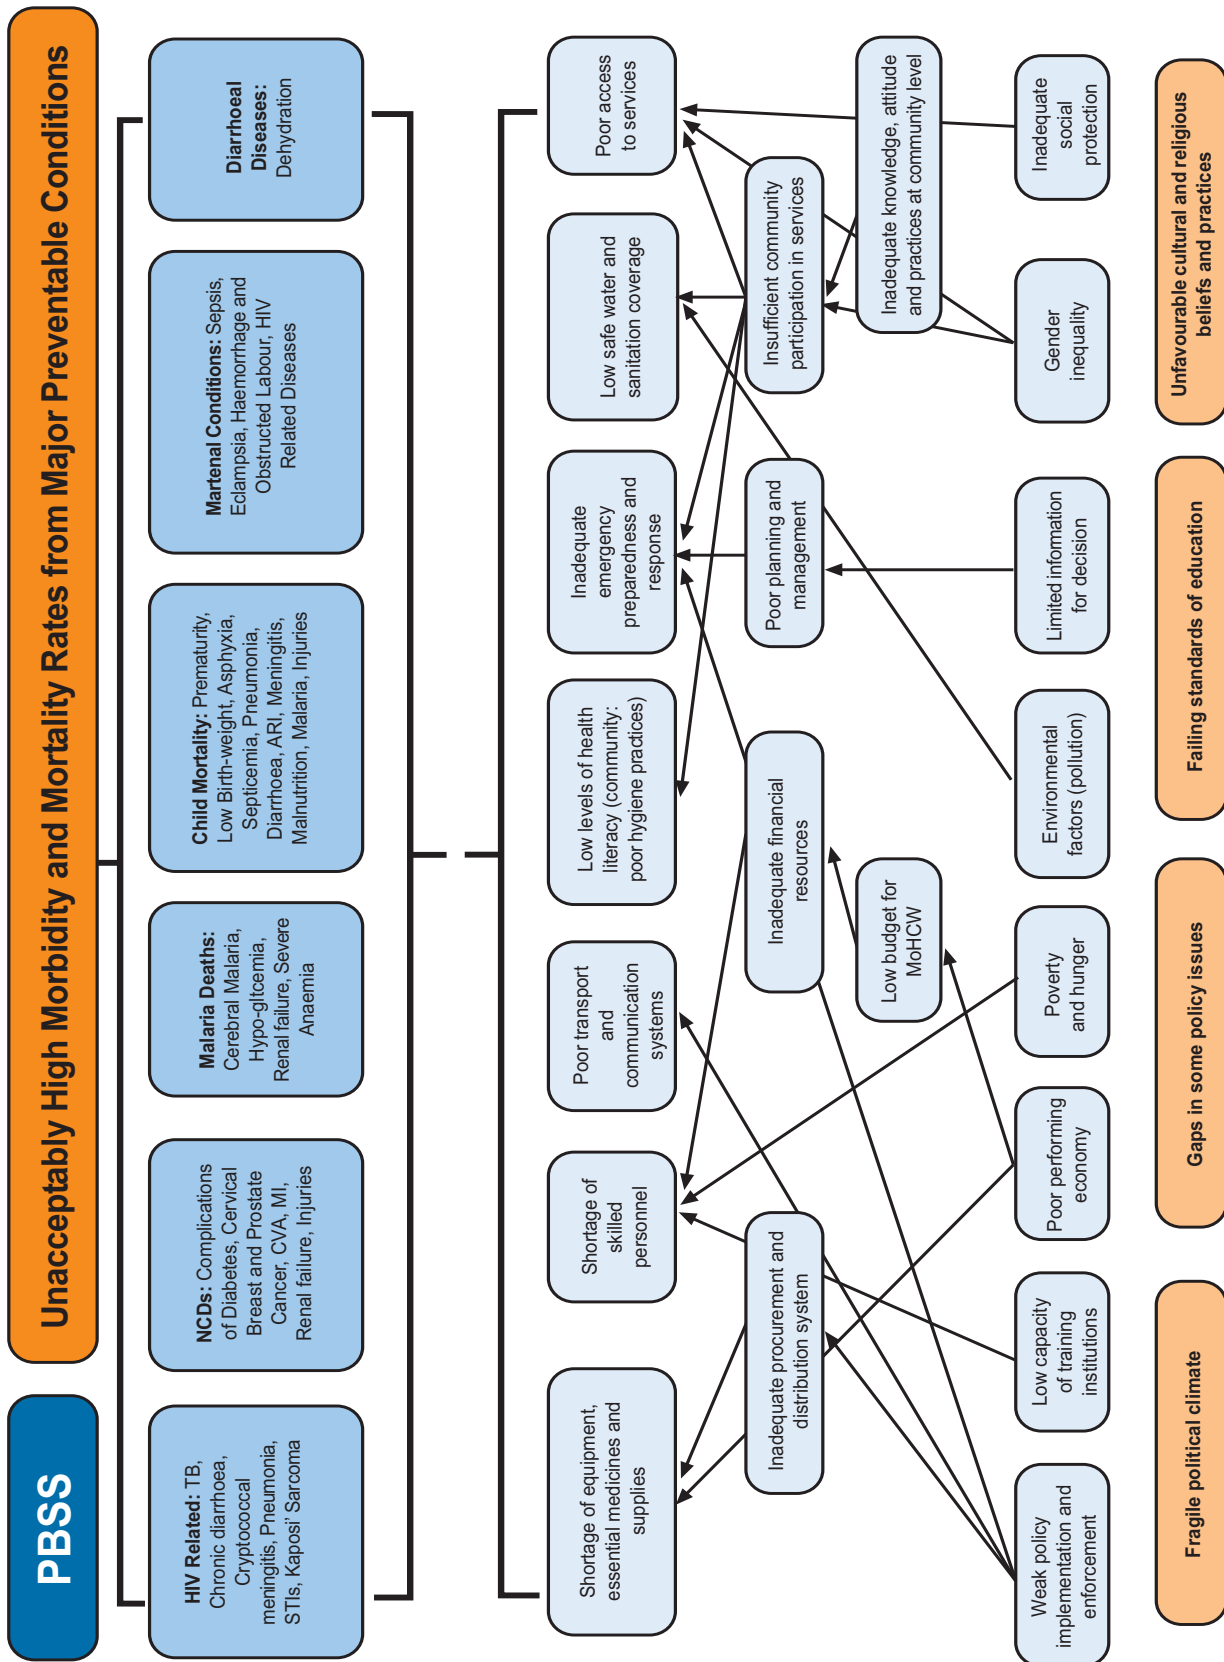 PBSS
Unacceptably High Morbidity and Mortality Rates from Major Preventable Conditions
HIV Related: TB,
Chronic diarrhoea,
Cryptococcal
meningitis, Pneumonia,
STIs, Kaposi' Sarcoma
NCDs: Complications
of Diabetes, Cervical
Breast and Prostate
Cancer, CVA, MI,
Renal failure, Injuries
Malaria Deaths:
Cerebral Malaria,
Hypo-gltcemia,
Renal failure, Severe
Anaemia
Child Mortality: Prematurity,
Low Birth-weight, Asphyxia,
Septicemia, Pneumonia,
Diarrhoea, ARI, Meningitis,
Malnutrition, Malaria, Injuries
Martenal Conditions: Sepsis,
Eclampsia, Haemorrhage and
Obstructed Labour, HIV
Related Diseases
Diarrhoeal
Diseases:
Dehydration
Shortage of equipment,
essential medicines and
supplies
Shortage of
skilled
personnel
Poor transport
and
communication
systems
Low levels of health
literacy (community:
poor hygiene practices)
Inadequate
emergency
preparedness and
response
Low safe water and
sanitation coverage
Poor access
to services
Inadequate procurement and
distribution system
Inadequate financial
resources
Poor planning and
management
Insufficient community
participation in services
Low budget for
MoHCW
Inadequate knowledge, attitude
and practices at community level
Weak policy
implementation and
enforcement
Low capacity
of training
institutions
Poor performing
economy
Poverty
and hunger
Environmental
factors (pollution)
Limited information
for decision
Gender
inequality
Inadequate
social
protection
Fragile political climate
Gaps in some policy issues
Failing standards of education
Unfavourable cultural and religious
beliefs and practices